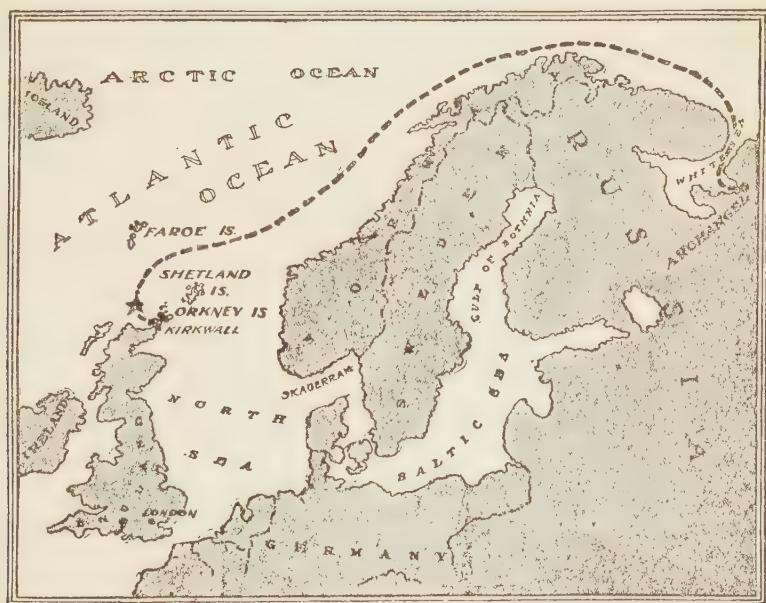 ARCTIC OCEAN
ICELAND
ATLANTIC
OCEAN
FAROE IS.
SHETLAND
IS.
ORKNEY IS
KIRKWALL
NORWAY
SWEDEN
RUSSIA
WHITE SEA
ARCHANGEL
GULF OF BOTHNIA
SKAGERRAK
BALTIC SEA
NORTH
SEA
IRELAND
LONDON
GERMANY